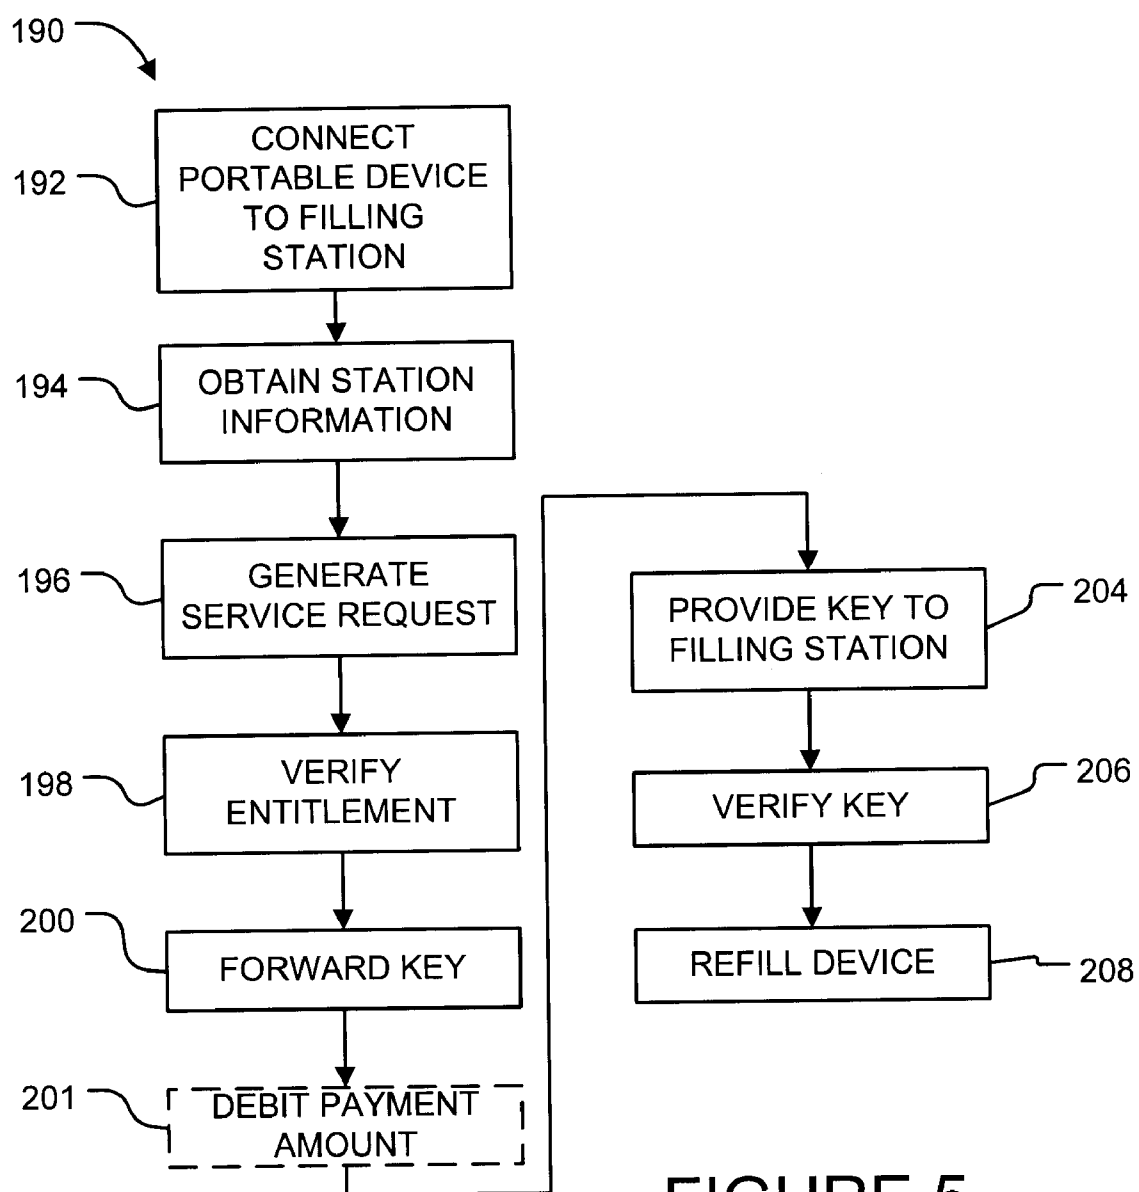 190
192
CONNECT
PORTABLE DEVICE
TO FILLING
STATION
194
OBTAIN STATION
INFORMATION
196
GENERATE
SERVICE REQUEST
198
VERIFY
ENTITLEMENT
200
FORWARD KEY
201
DEBIT PAYMENT
AMOUNT
PROVIDE KEY TO
FILLING STATION
204
VERIFY KEY
206
REFILL DEVICE
208
FIGURE 5